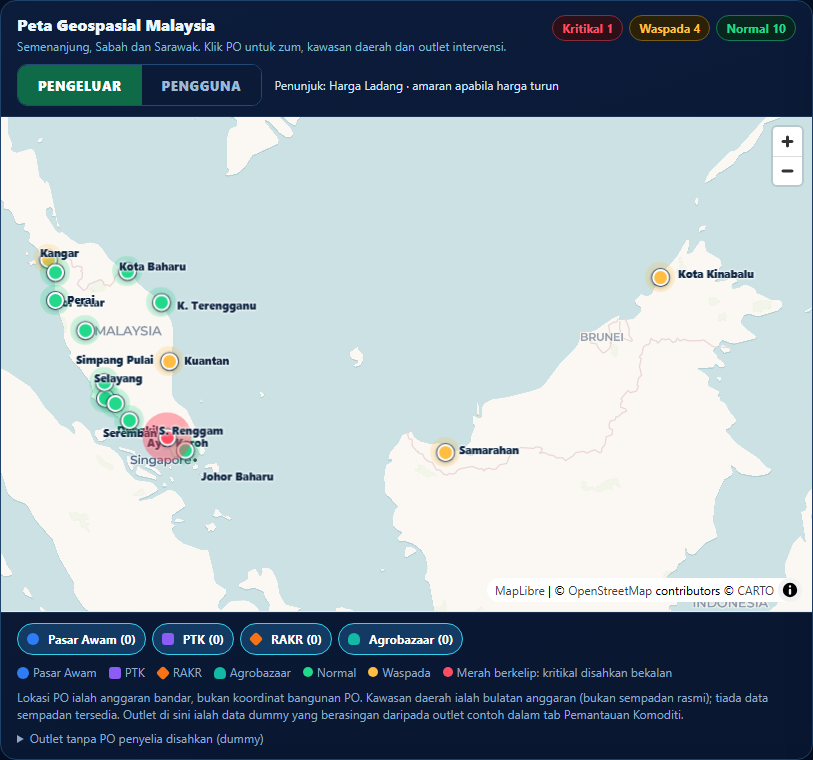 Peta Geospasial Malaysia
Kritikal 1
Waspada 4
Normal 10
Semenanjung, Sabah dan Sarawak. Klik PO untuk zum, kawasan daerah dan outlet intervensi.
PENGELUAR
PENGGUNA
Penunjuk: Harga Ladang · amaran apabila harga turun
+
−
Kangar
Kota Baharu
Kota Kinabalu
Perai
K. Terengganu
MALAYSIA
BRUNEI
Simpang Pulai
Kuantan
Selayang
Seremban
S. Renggam
Samarahan
Singapore
Johor Baharu
MapLibre | © OpenStreetMap contributors © CARTO
INDONESIA
Pasar Awam (0)
PTK (0)
RAKR (0)
Agrobazaar (0)
Pasar Awam
PTK
RAKR
Agrobazaar
Normal
Waspada
Merah berkelip: kritikal disahkan bekalan
Lokasi PO ialah anggaran bandar, bukan koordinat bangunan PO. Kawasan daerah ialah bulatan anggaran (bukan sempadan rasmi); tiada data
sempadan tersedia. Outlet di sini ialah data dummy yang berasingan daripada outlet contoh dalam tab Pemantauan Komoditi.
Outlet tanpa PO penyelia disahkan (dummy)